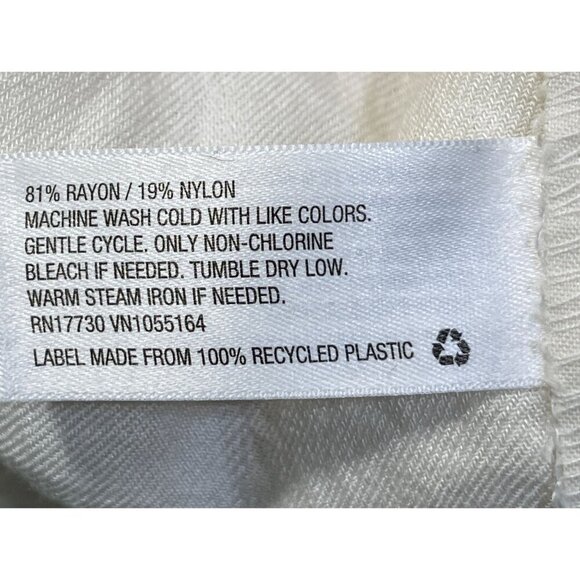 81% RAYON / 19% NYLON
MACHINE WASH COLD WITH LIKE COLORS.
GENTLE CYCLE. ONLY NON-CHLORINE
BLEACH IF NEEDED. TUMBLE DRY LOW.
WARM STEAM IRON IF NEEDED.
RN17730 VN1055164
LABEL MADE FROM 100% RECYCLED PLASTIC